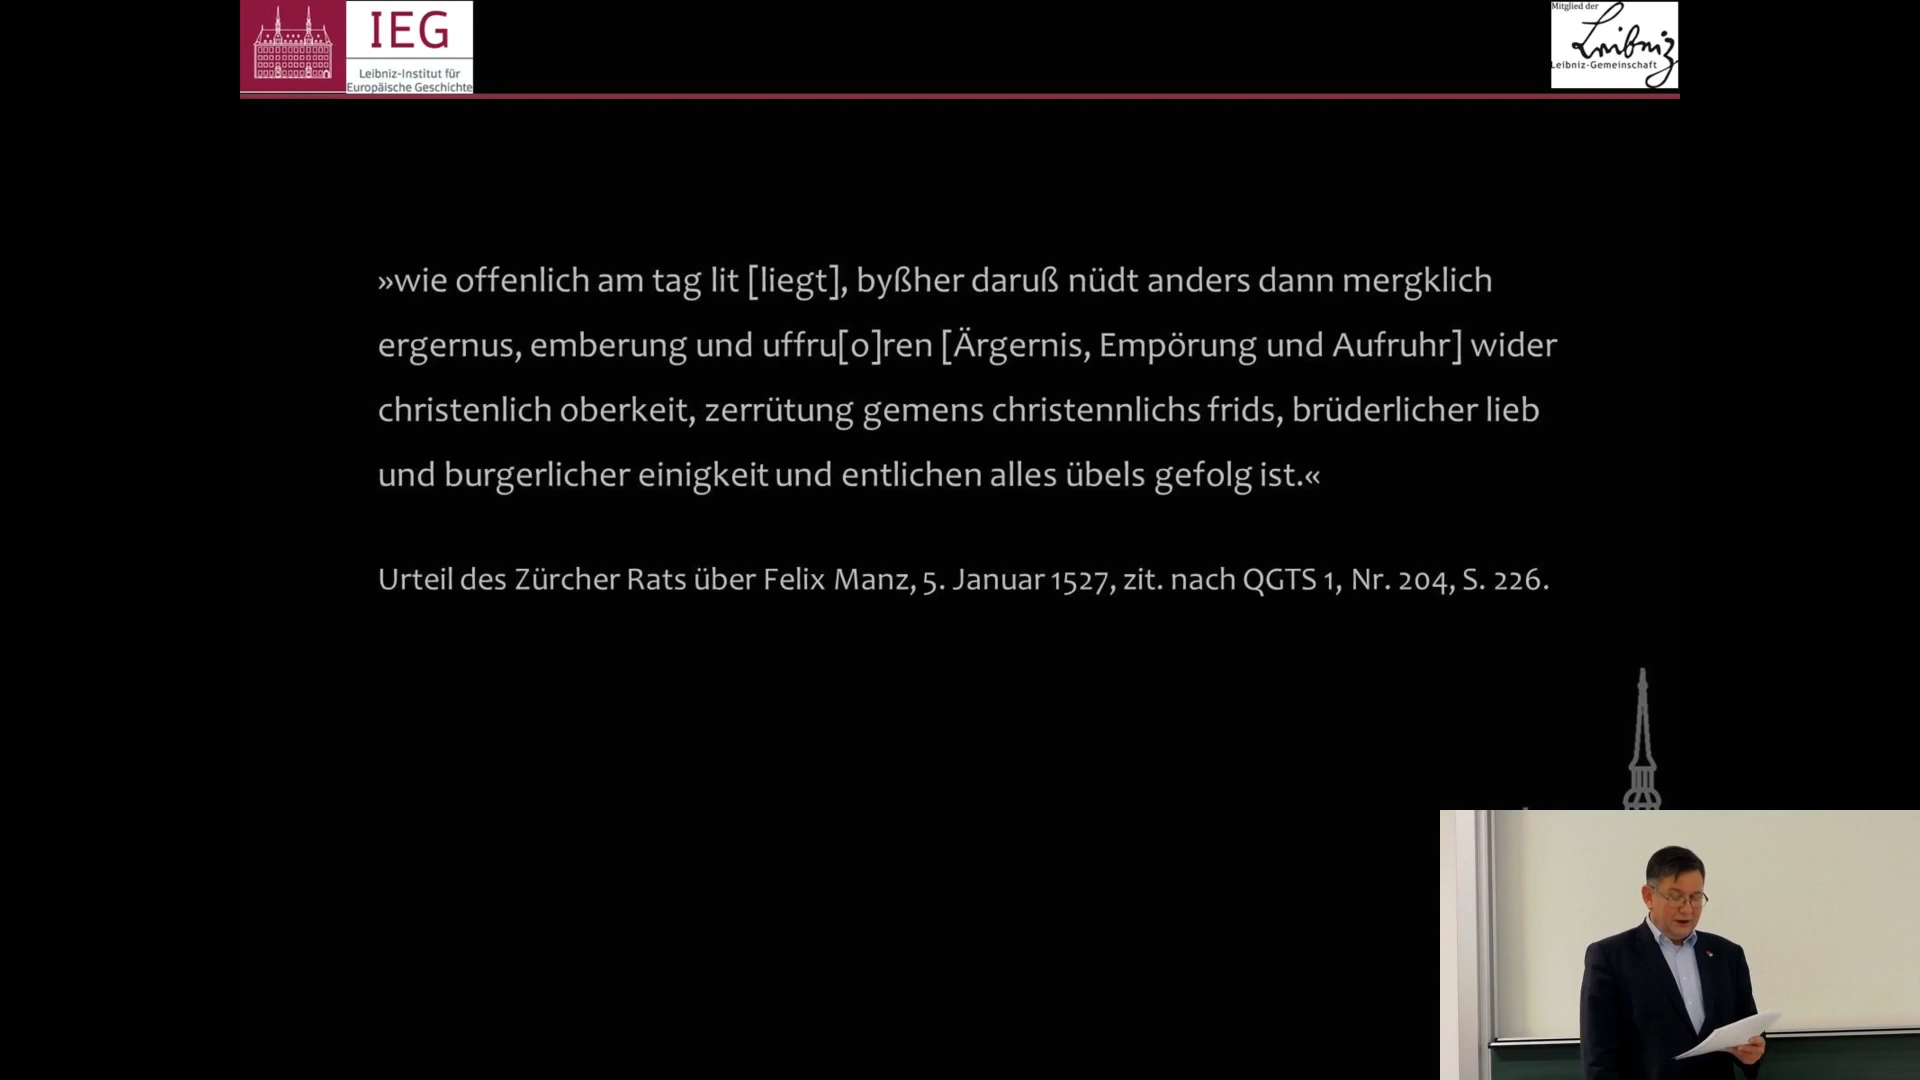 IEG
Leibniz-Institut für
Europäische Geschichte
Mitglied der
Leibniz
Leibniz-Gemeinschaft
»wie offenlich am tag lit [liegt], byßher daruß nüdt anders dann mergklich
ergernus, emberung und uffru[o]ren [Ärgernis, Empörung und Aufruhr] wider
christenlich oberkeit, zerrütung gemens christennlichs frids, brüderlicher lieb
und burgerlicher einigkeit und entlichen alles übels gefolg ist.«
Urteil des Zürcher Rats über Felix Manz, 5. Januar 1527, zit. nach QGTS 1, Nr. 204, S. 226.